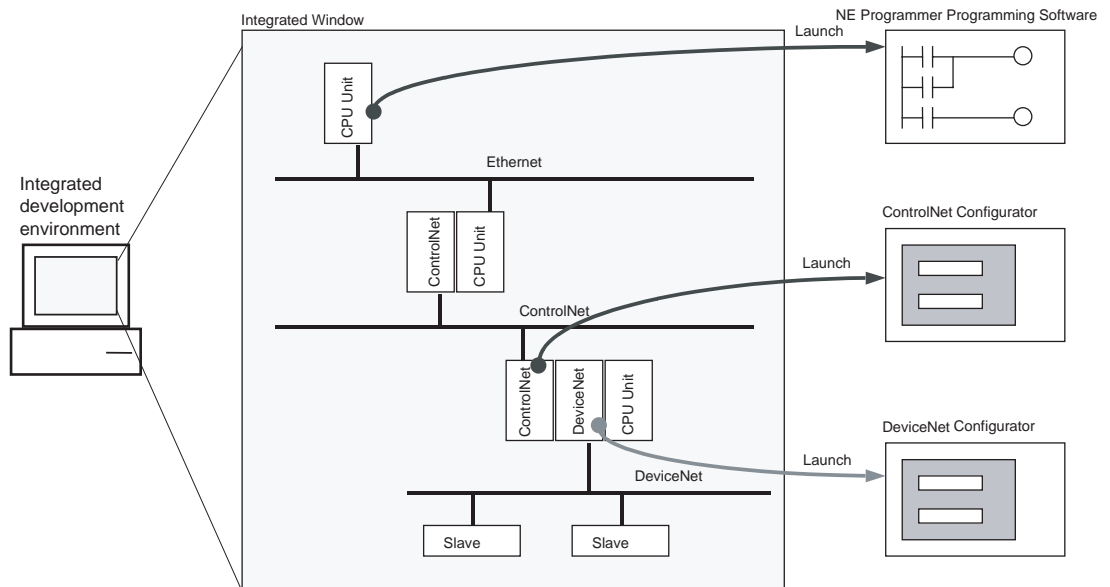 Integrated Window
NE Programmer Programming Software
Launch
CPU Unit
Ethernet
Integrated
development
environment
ControlNet
CPU Unit
ControlNet Configurator
Launch
ControlNet
ControlNet
DeviceNet
CPU Unit
DeviceNet Configurator
Launch
DeviceNet
Slave
Slave